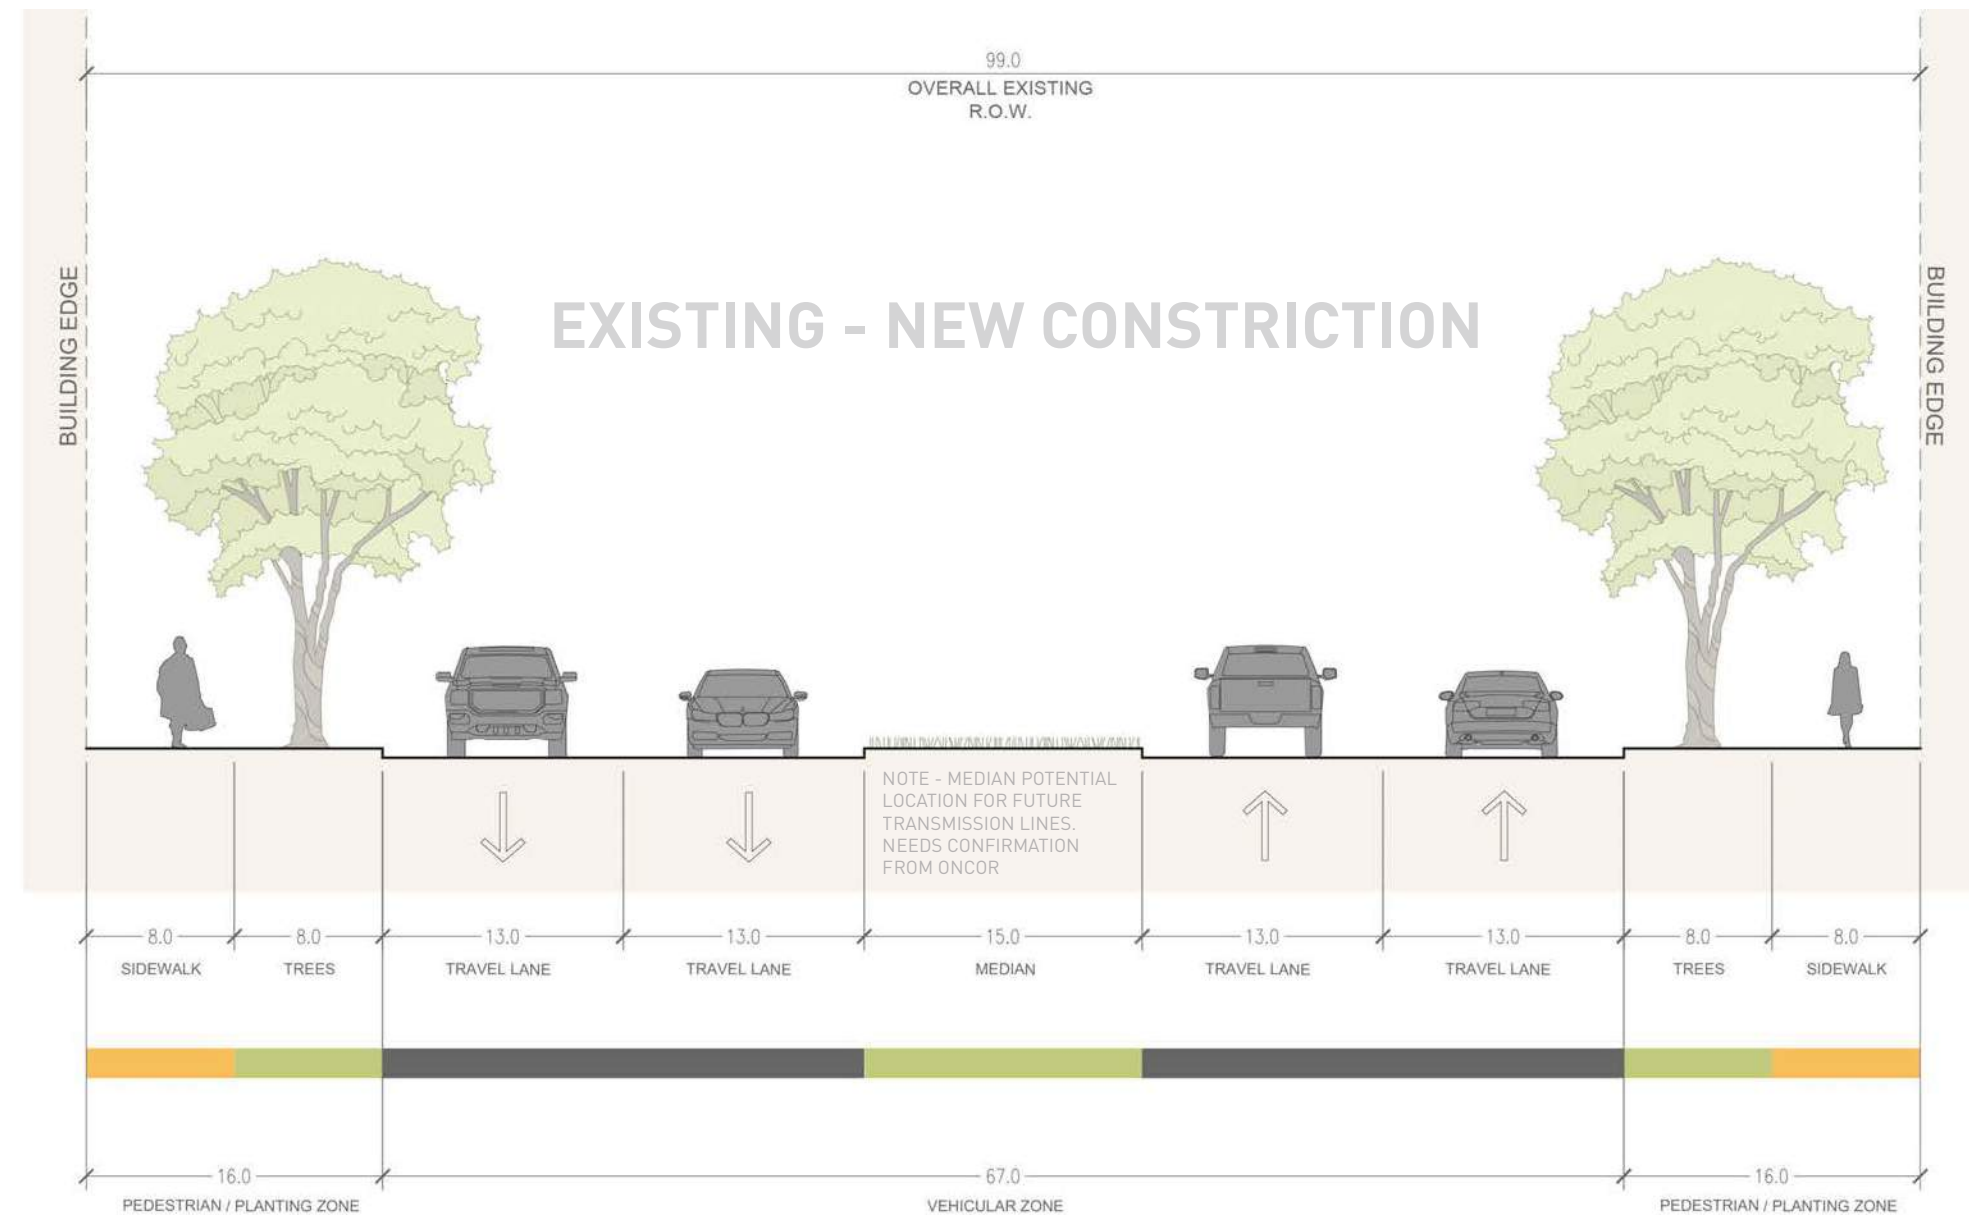 99.0
OVERALL EXISTING
R.O.W.
BUILDING EDGE
EXISTING - NEW CONSTRICTION
BUILDING EDGE
NOTE - MEDIAN POTENTIAL
LOCATION FOR FUTURE
TRANSMISSION LINES.
NEEDS CONFIRMATION
FROM ONCOR
8.0 8.0 13.0 13.0 15.0 13.0 13.0 8.0 8.0
SIDEWALK TREES TRAVEL LANE TRAVEL LANE MEDIAN TRAVEL LANE TRAVEL LANE TREES SIDEWALK
16.0 67.0 16.0
PEDESTRIAN / PLANTING ZONE VEHICULAR ZONE PEDESTRIAN / PLANTING ZONE